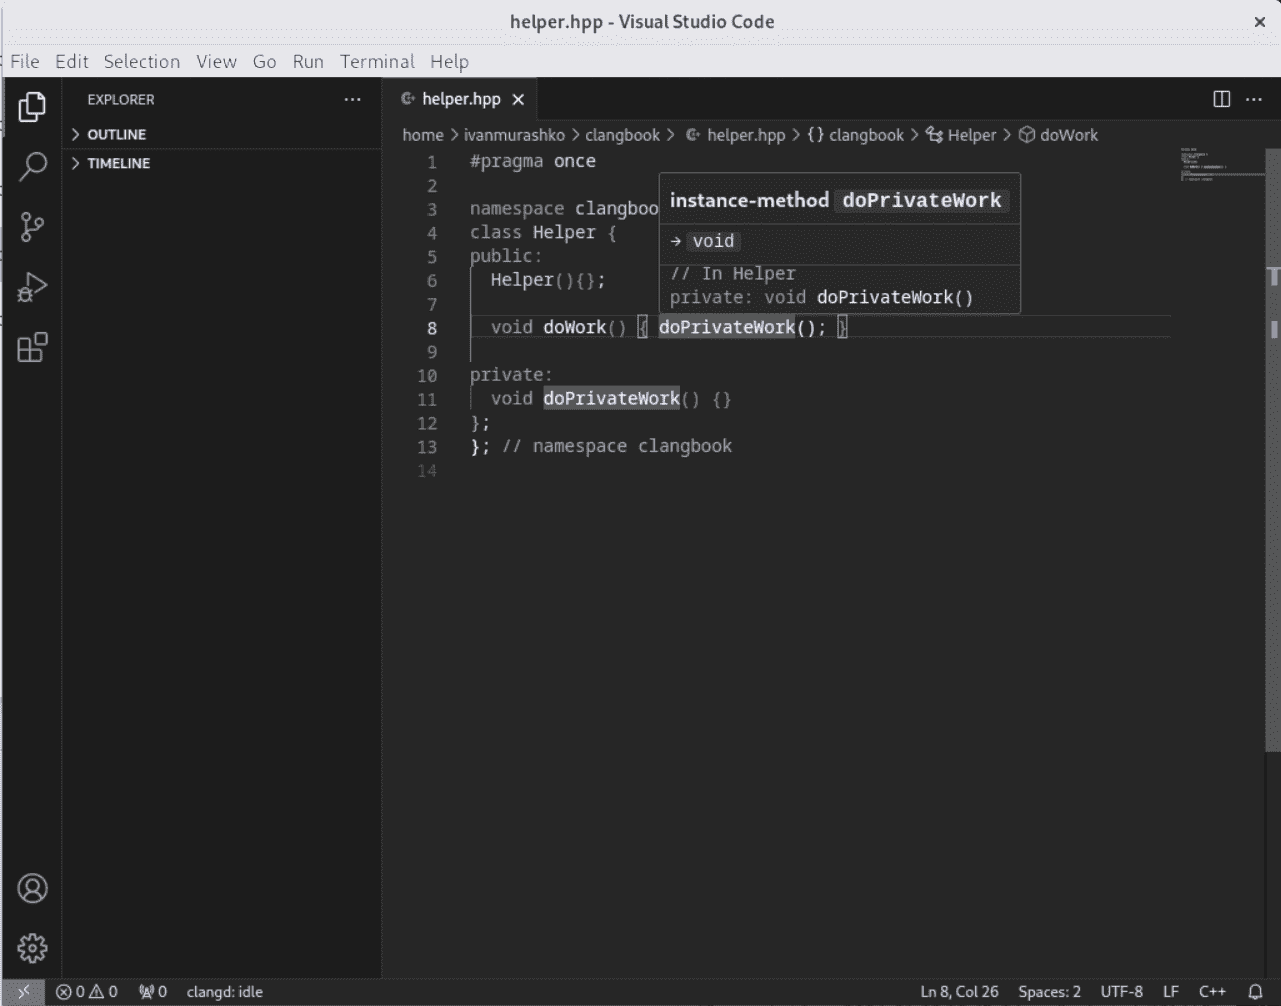 helper.hpp - Visual Studio Code
File Edit Selection View Go Run Terminal Help
EXPLORER
OUTLINE
TIMELINE
helper.hpp
home > ivanmurashko > clangbook > helper.hpp > {} clangbook > Helper > doWork
1 #pragma once
2
3 namespace clangboo
4 class Helper {
5 public:
6 Helper(){};
7
8 void doWork() { doPrivateWork(); }
9
10 private:
11 void doPrivateWork() {}
12 };
13 }; // namespace clangbook
14
instance-method doPrivateWork
→ void
// In Helper
private: void doPrivateWork()
0 0 0 clangd: idle
Ln 8, Col 26 Spaces: 2 UTF-8 LF C++